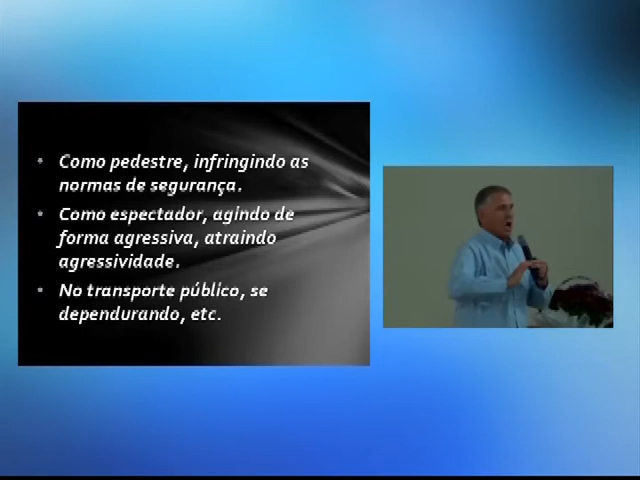 • Como pedestre, infringindo as
normas de segurança.
• Como espectador, agindo de
forma agressiva, atraindo
agressividade.
• No transporte público, se
dependurando, etc.